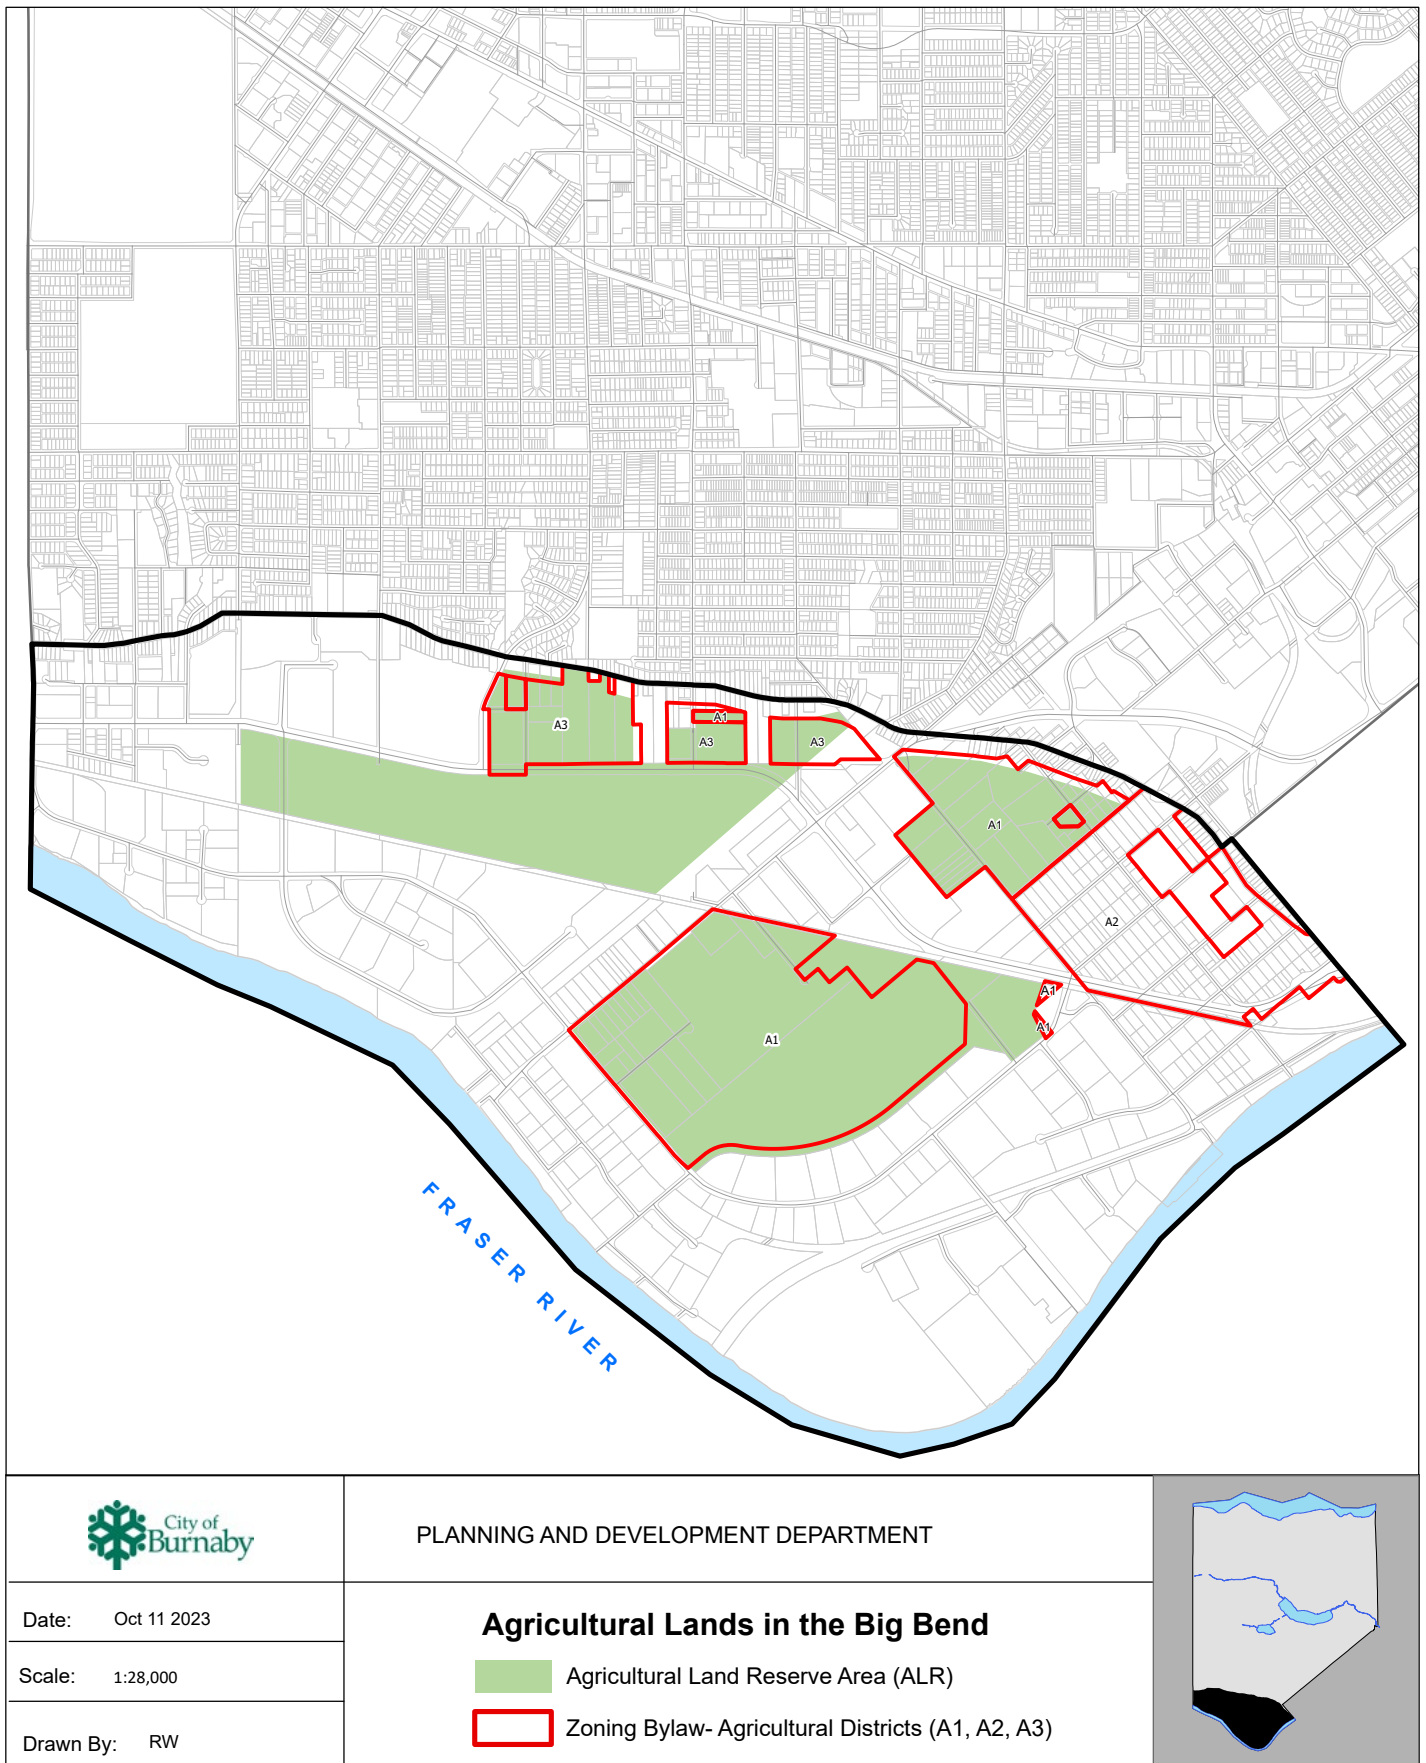 A3
A1
A3
A3
A1
A2
A1
A1
A1
FRASER RIVER
City of
Burnaby
PLANNING AND DEVELOPMENT DEPARTMENT
Date: Oct 11 2023
Scale: 1:28,000
Drawn By: RW
Agricultural Lands in the Big Bend
Agricultural Land Reserve Area (ALR)
Zoning Bylaw- Agricultural Districts (A1, A2, A3)